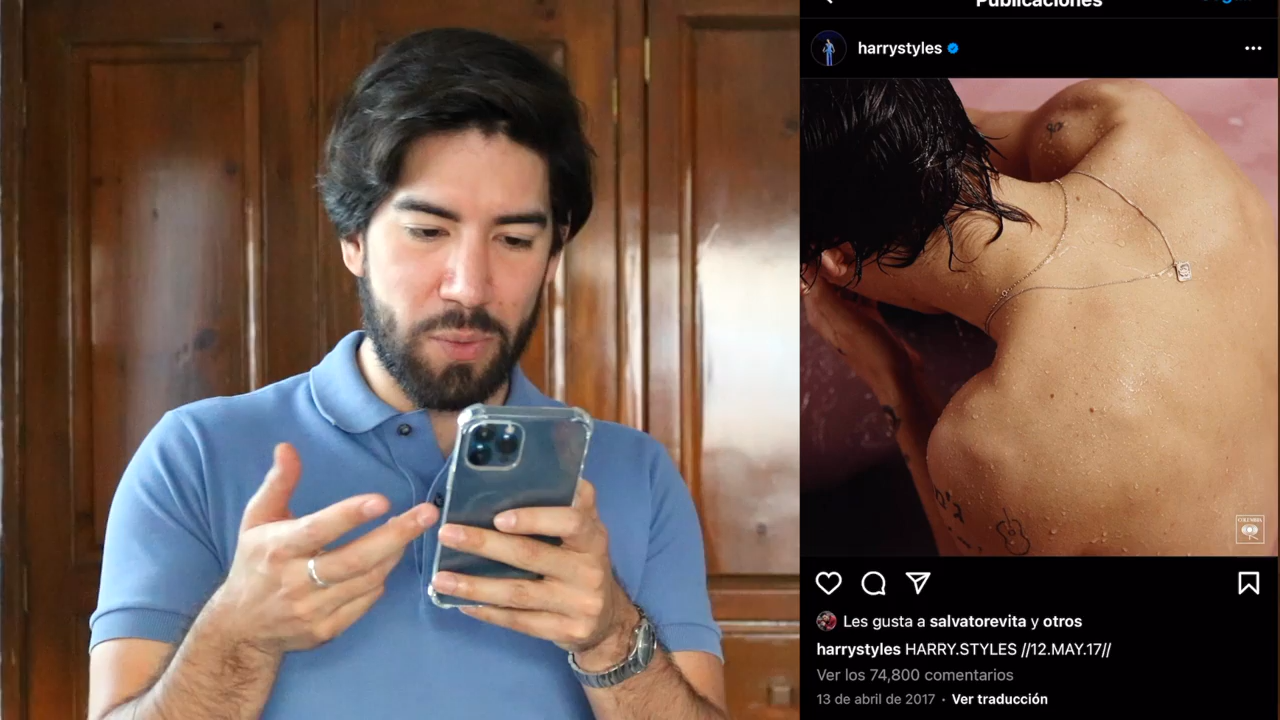 Publicaciones
harrystyles
COLUMBIA
Les gusta a salvatorevita y otros
harrystyles HARRY.STYLES //12.MAY.17//
Ver los 74,800 comentarios
13 de abril de 2017 · Ver traducción